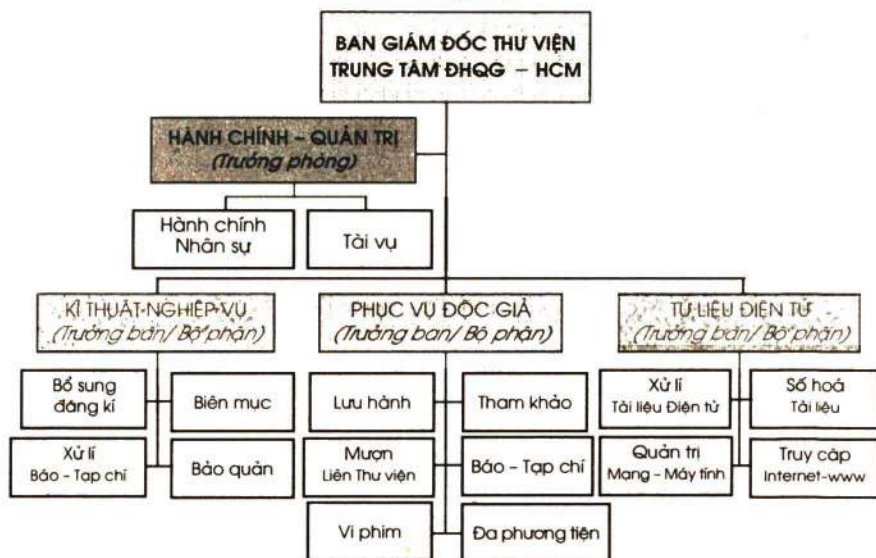 BAN GIÁM ĐỐC THƯ VIỆN
TRUNG TÂM ĐHQG – HCM
HÀNH CHÍNH – QUẢN TRỊ
(Trưởng phòng)
Hành chính
Nhân sự
Tài vụ
KĨ THUẬT-NGHIỆP VỤ
(Trưởng ban/ Bộ phận)
Bổ sung
đăng kí
Biên mục
Xử lí
Báo – Tạp chí
Bảo quản
PHỤC VỤ ĐỘC GIẢ
(Trưởng ban/ Bộ phận)
Lưu hành
Tham khảo
Mượn
Liên Thư viện
Báo – Tạp chí
Vi phim
Đa phương tiện
TƯ LIỆU ĐIỆN TỬ
(Trưởng ban/ Bộ phận)
Xử lí
Tài liệu Điện tử
Số hoá
Tài liệu
Quản trị
Mạng – Máy tính
Truy cập
Internet-www